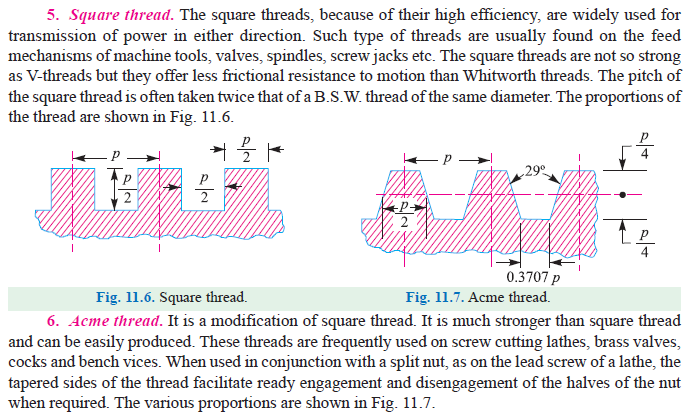 5. Square thread. The square threads, because of their high efficiency, are widely used for
transmission of power in either direction. Such type of threads are usually found on the feed
mechanisms of machine tools, valves, spindles, screw jacks etc. The square threads are not so strong
as V-threads but they offer less frictional resistance to motion than Whitworth threads. The pitch of
the square thread is often taken twice that of a B.S.W. thread of the same diameter. The proportions of
the thread are shown in Fig. 11.6.
p
p
2
p
2
p
2
p
29°
p
4
p
2
p
4
0.3707 p
Fig. 11.6. Square thread.
Fig. 11.7. Acme thread.
6. Acme thread. It is a modification of square thread. It is much stronger than square thread
and can be easily produced. These threads are frequently used on screw cutting lathes, brass valves,
cocks and bench vices. When used in conjunction with a split nut, as on the lead screw of a lathe, the
tapered sides of the thread facilitate ready engagement and disengagement of the halves of the nut
when required. The various proportions are shown in Fig. 11.7.